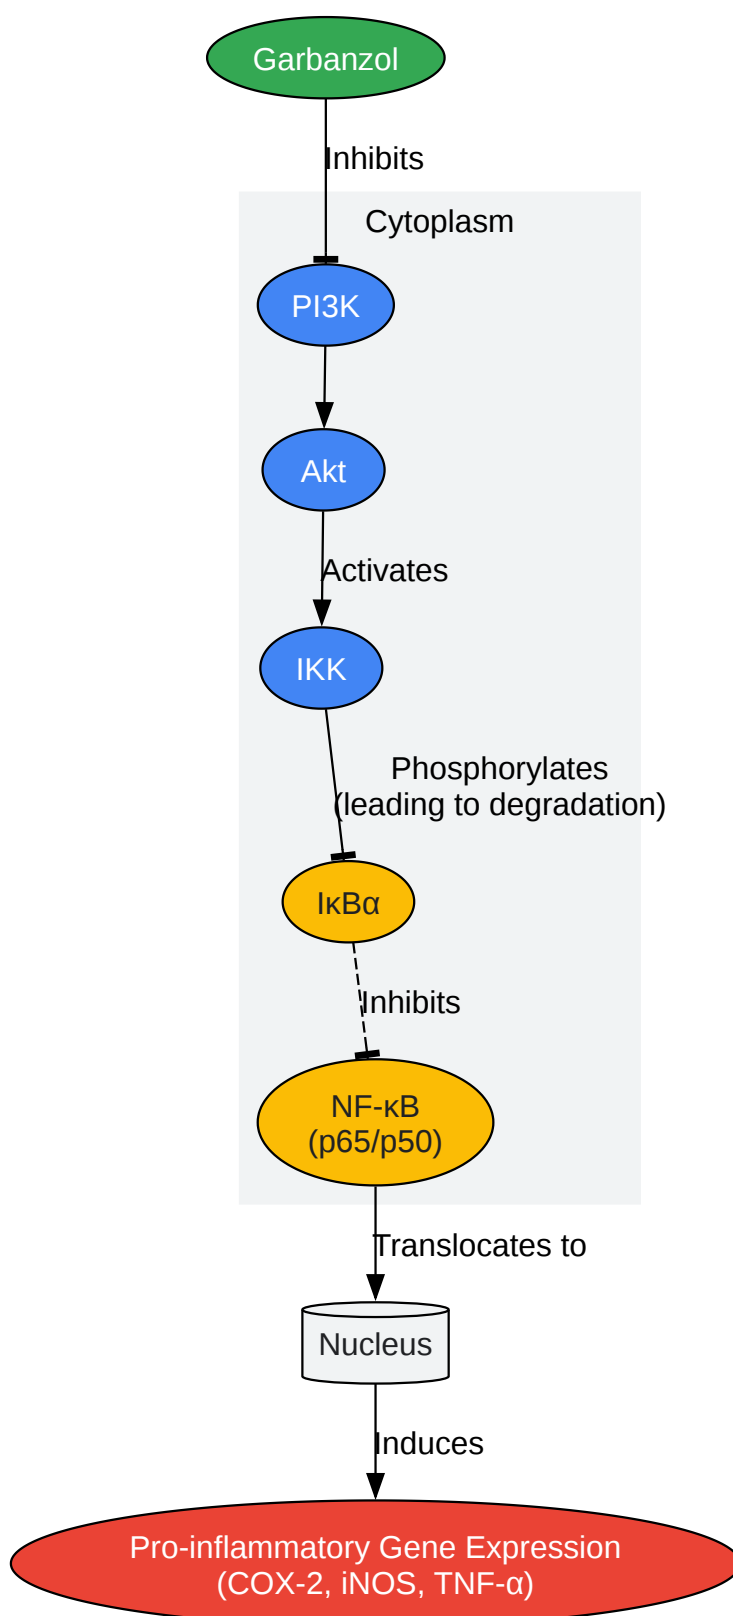 Garbanzol
Inhibits
Cytoplasm
PI3K
Akt
Activates
IKK
Phosphorylates
(leading to degradation)
IκBα
Inhibits
NF-κB
(p65/p50)
Translocates to
Nucleus
Induces
Pro-inflammatory Gene Expression
(COX-2, iNOS, TNF-α)